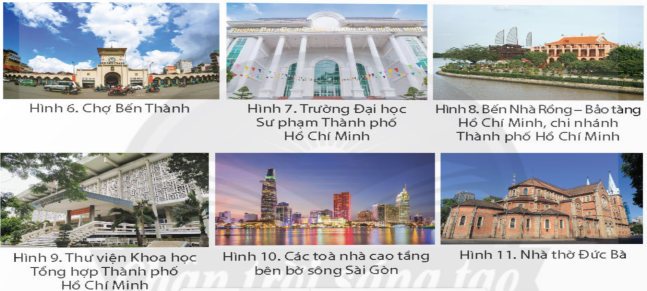 Hình 6. Chợ Bến Thành
Hình 7. Trường Đại học
Sư phạm Thành phố
Hồ Chí Minh
Hình 8. Bến Nhà Rồng – Bảo tàng
Hồ Chí Minh, chi nhánh
Thành phố Hồ Chí Minh
Hình 9. Thư viện Khoa học
Tổng hợp Thành phố
Hồ Chí Minh
Hình 10. Các toà nhà cao tầng
bên bờ sông Sài Gòn
Hình 11. Nhà thờ Đức Bà
sáng tạo